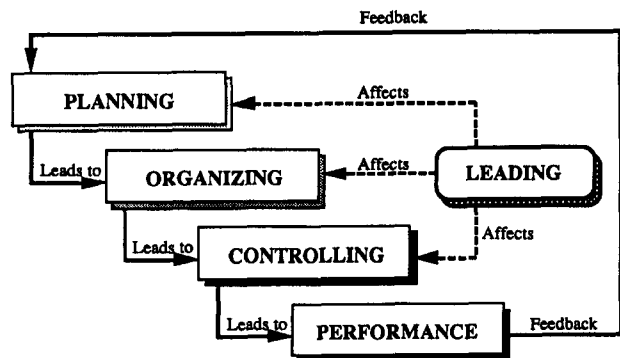 Feedback
PLANNING
Affects
Leads to
ORGANIZING
Affects
LEADING
Leads to
CONTROLLING
Affects
Leads to
PERFORMANCE
Feedback